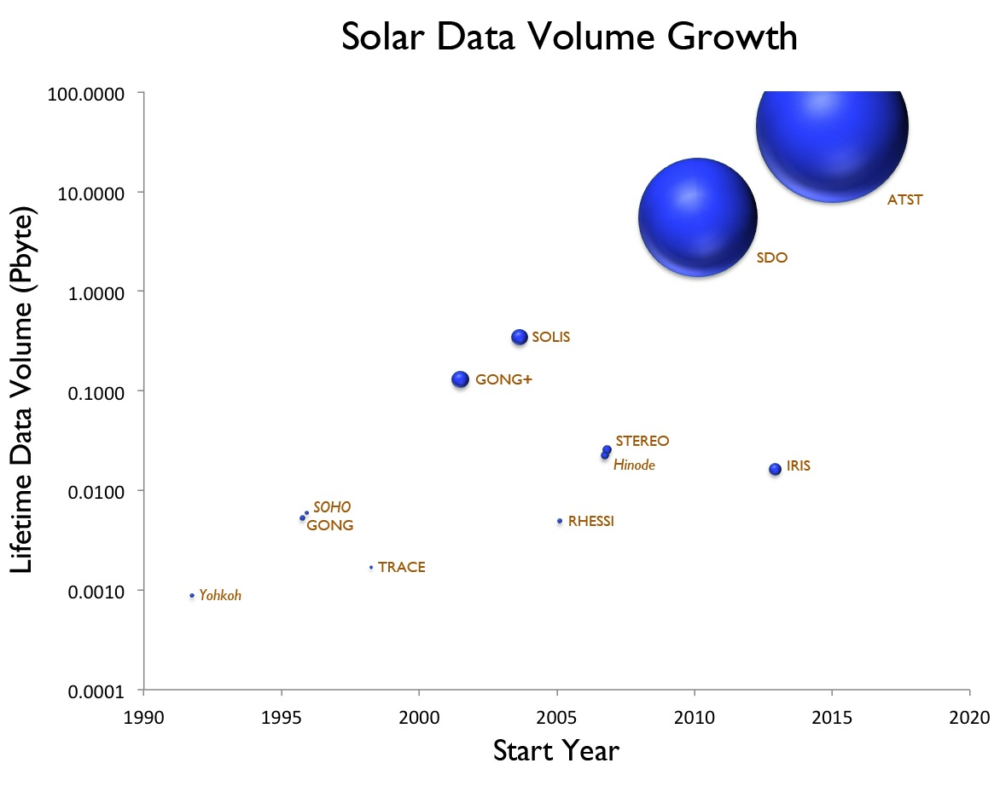 Solar Data Volume Growth
Lifetime Data Volume (Pbyte)
100.0000
10.0000
1.0000
0.1000
0.0100
0.0010
0.0001
ATST
SDO
SOLIS
GONG+
STEREO
Hinode
IRIS
SOHO
GONG
RHESSI
TRACE
Yohkoh
1990 1995 2000 2005 2010 2015 2020
Start Year